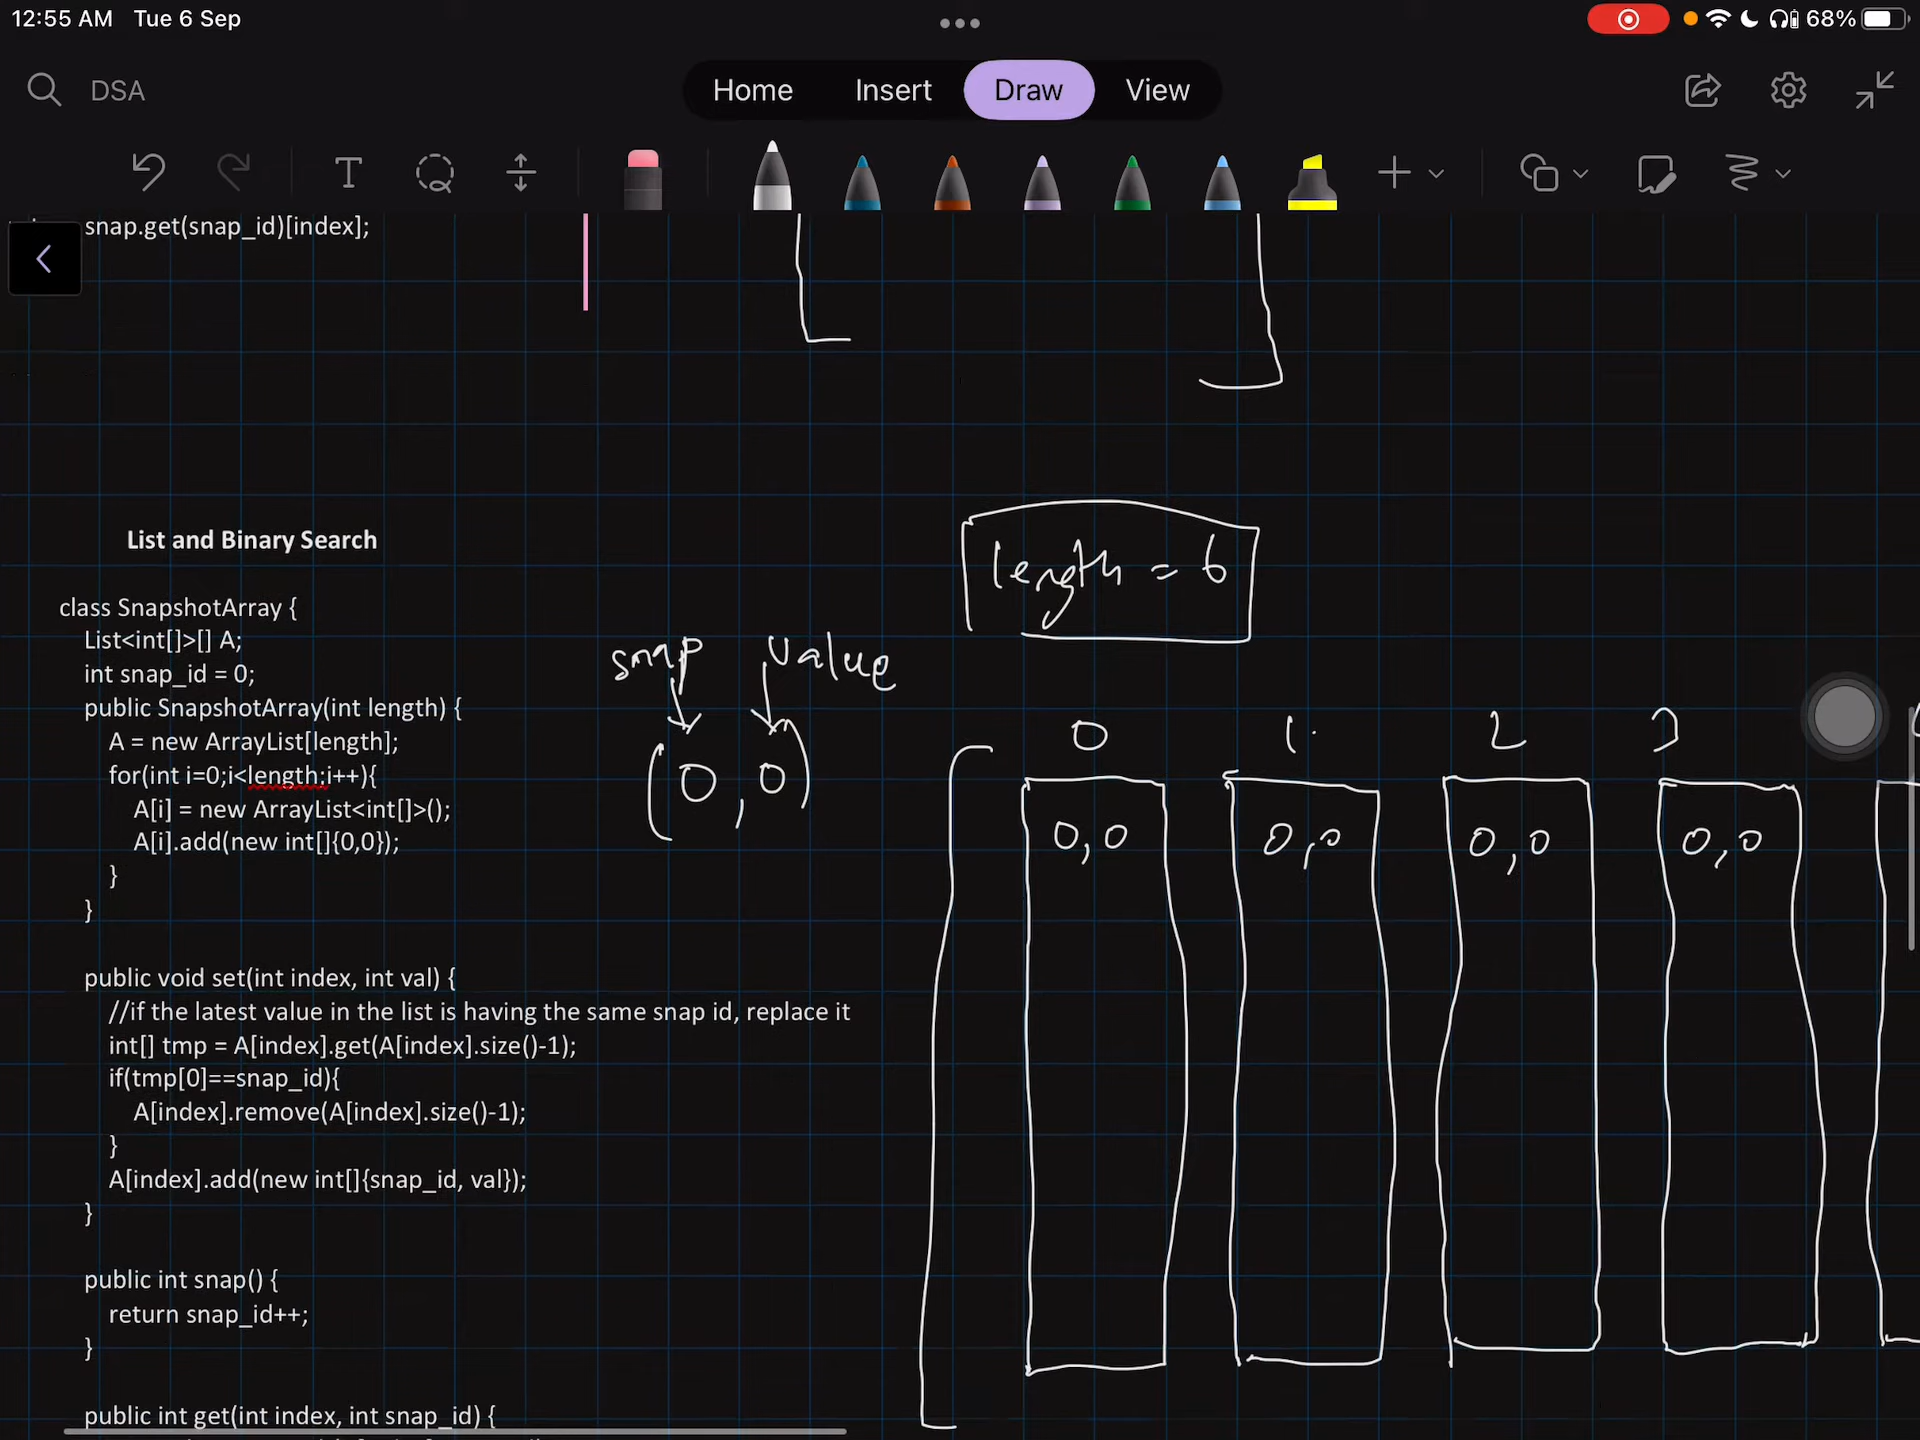 12:55 AM Tue 6 Sep
68%
DSA
Home Insert Draw View
T
snap.get(snap_id)[index];
List and Binary Search
length = 6
class SnapshotArray {
List<int[]>[] A;
int snap_id = 0;
public SnapshotArray(int length) {
A = new ArrayList[length];
for(int i=0;i<length;i++){
A[i] = new ArrayList<int[]>();
A[i].add(new int[]{0,0});
}
}
snap value
(0,0)
0 1 2 3
0,0 0,0 0,0 0,0
public void set(int index, int val) {
//if the latest value in the list is having the same snap id, replace it
int[] tmp = A[index].get(A[index].size()-1);
if(tmp[0]==snap_id){
A[index].remove(A[index].size()-1);
}
A[index].add(new int[]{snap_id, val});
}
public int snap() {
return snap_id++;
}
public int get(int index, int snap_id) {